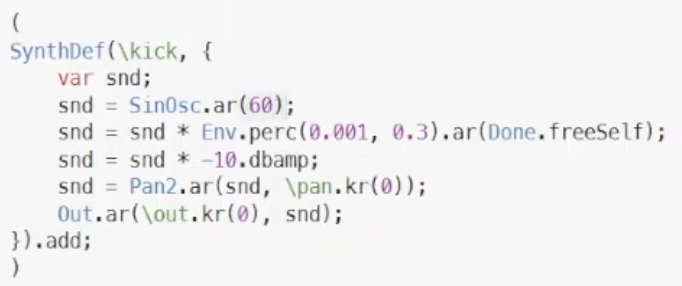 (
SynthDef(\kick, {
    var snd;
    snd = SinOsc.ar(60);
    snd = snd * Env.perc(0.001, 0.3).ar(Done.freeSelf);
    snd = snd * -10.dbamp;
    snd = Pan2.ar(snd, \pan.kr(0));
    Out.ar(\out.kr(0), snd);
}).add;
)